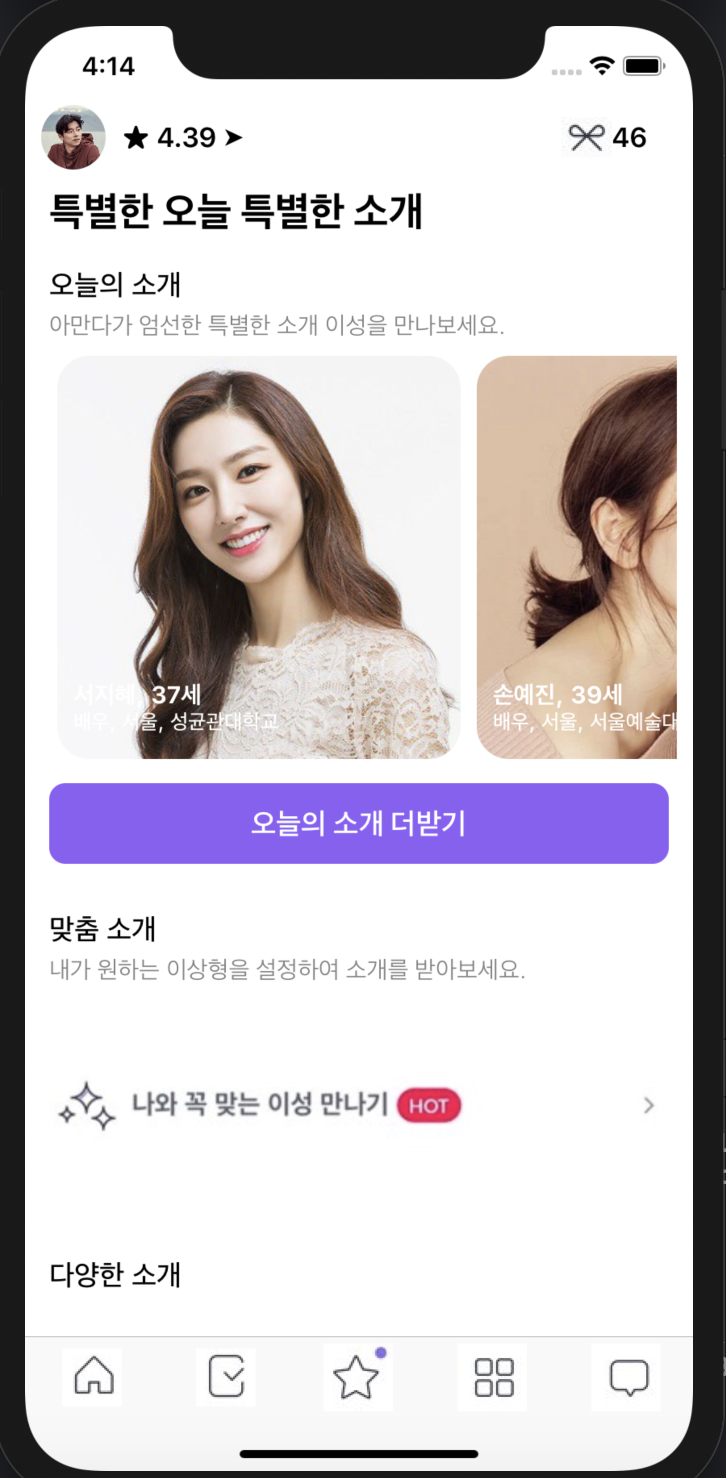 4:14
★ 4.39 ➤
46
특별한 오늘 특별한 소개
오늘의 소개
아만다가 엄선한 특별한 소개 이성을 만나보세요.
서지혜, 37세
배우, 서울, 성균관대학교
손예진, 39세
배우, 서울, 서울예술대
오늘의 소개 더받기
맞춤 소개
내가 원하는 이상형을 설정하여 소개를 받아보세요.
나와 꼭 맞는 이성 만나기 HOT
다양한 소개